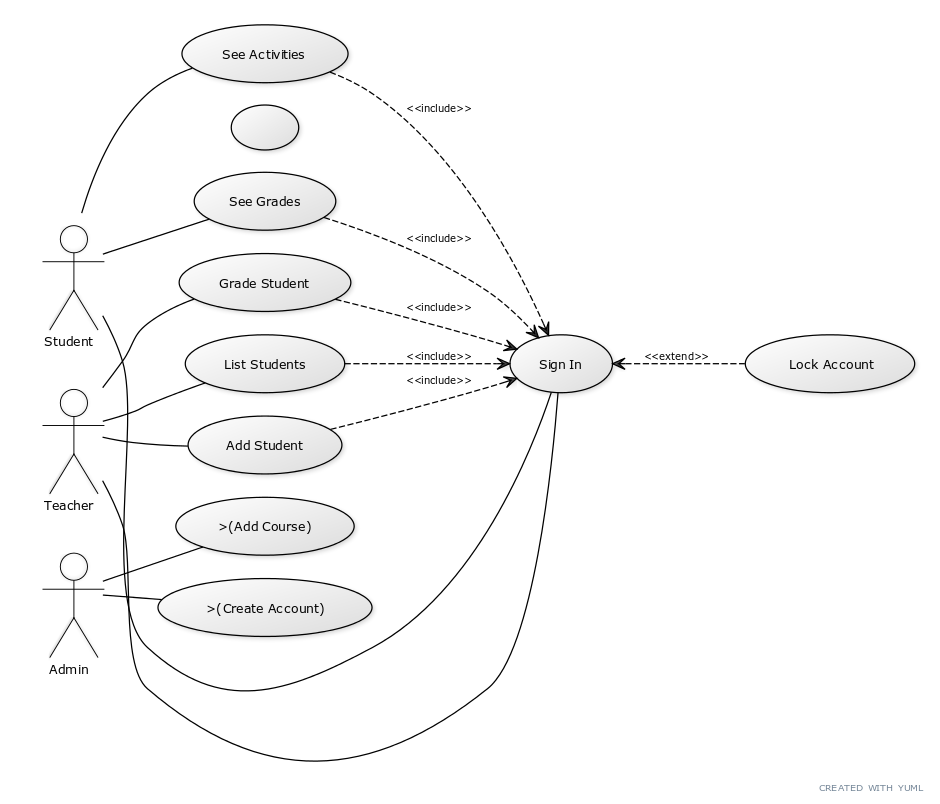 See Activities
<<include>>
See Grades
<<include>>
Grade Student
<<include>>
Student
List Students
<<include>>
Sign In
<<extend>>
Lock Account
<<include>>
Add Student
Teacher
>(Add Course)
>(Create Account)
Admin
CREATED WITH YUML